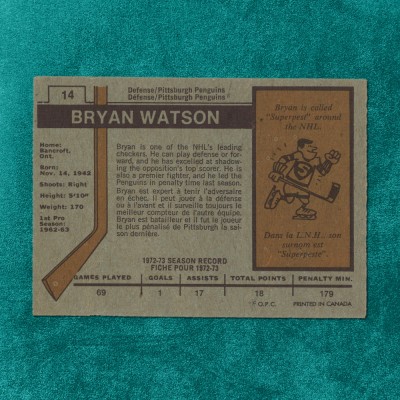 14
Defense/Pittsburgh Penguins
Défense/Pittsburgh Penguins
BRYAN WATSON
Home:
Bancroft,
Ont.
Born:
Nov. 14, 1942
Shoots: Right
Height: 5'10"
Weight: 170
1st Pro
Season:
1962-63
Bryan is one of the NHL's leading
checkers. He can play defense or for-
ward, and he has excelled at shadow-
ing the opposition's top scorer. He is
also a premier fighter, and he led the
Penguins in penalty time last season.
Bryan est expert à tenir l'adversaire
en échec. Il peut jouer à la défense
ou à l'avant et il surveille toujours le
meilleur compteur de l'autre équipe.
Bryan est batailleur et il fut le joueur
le plus pénalisé de Pittsburgh la sai-
son dernière.
Bryan is called
"Superpest" around
the NHL.
Dans la L.N.H., son
surnom est
"Super-peste".
1972-73 SEASON RECORD
FICHE POUR 1972-73
GAMES PLAYED GOALS ASSISTS TOTAL POINTS PENALTY MIN.
69 1 17 18 179
O.P.C. PRINTED IN CANADA